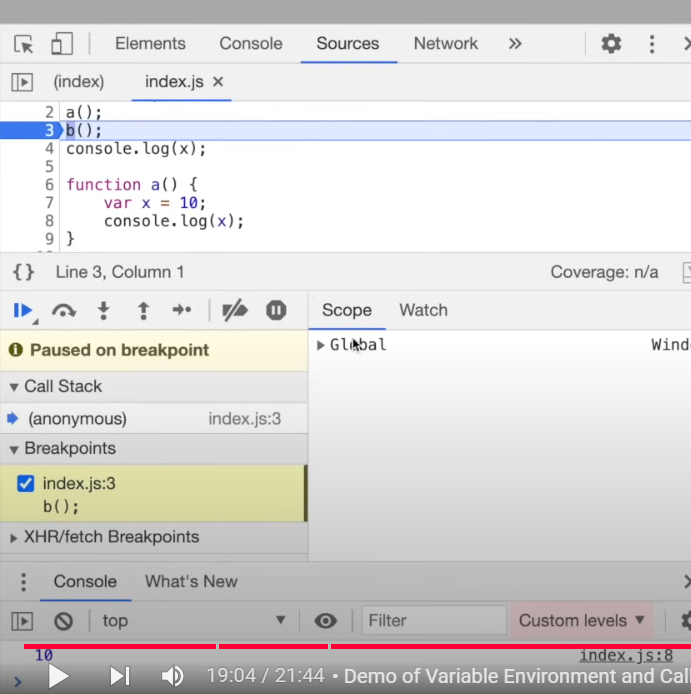 Elements Console Sources Network »
(index) index.js ×
2 a();
3 b();
4 console.log(x);
5
6 function a() {
7 var x = 10;
8 console.log(x);
9 }
{} Line 3, Column 1 Coverage: n/a
Scope Watch
Paused on breakpoint
Global
Call Stack
(anonymous) index.js:3
Breakpoints
index.js:3
b();
XHR/fetch Breakpoints
Console What's New
top Filter Custom levels
10 index.js:8
19:04 / 21:44 • Demo of Variable Environment and